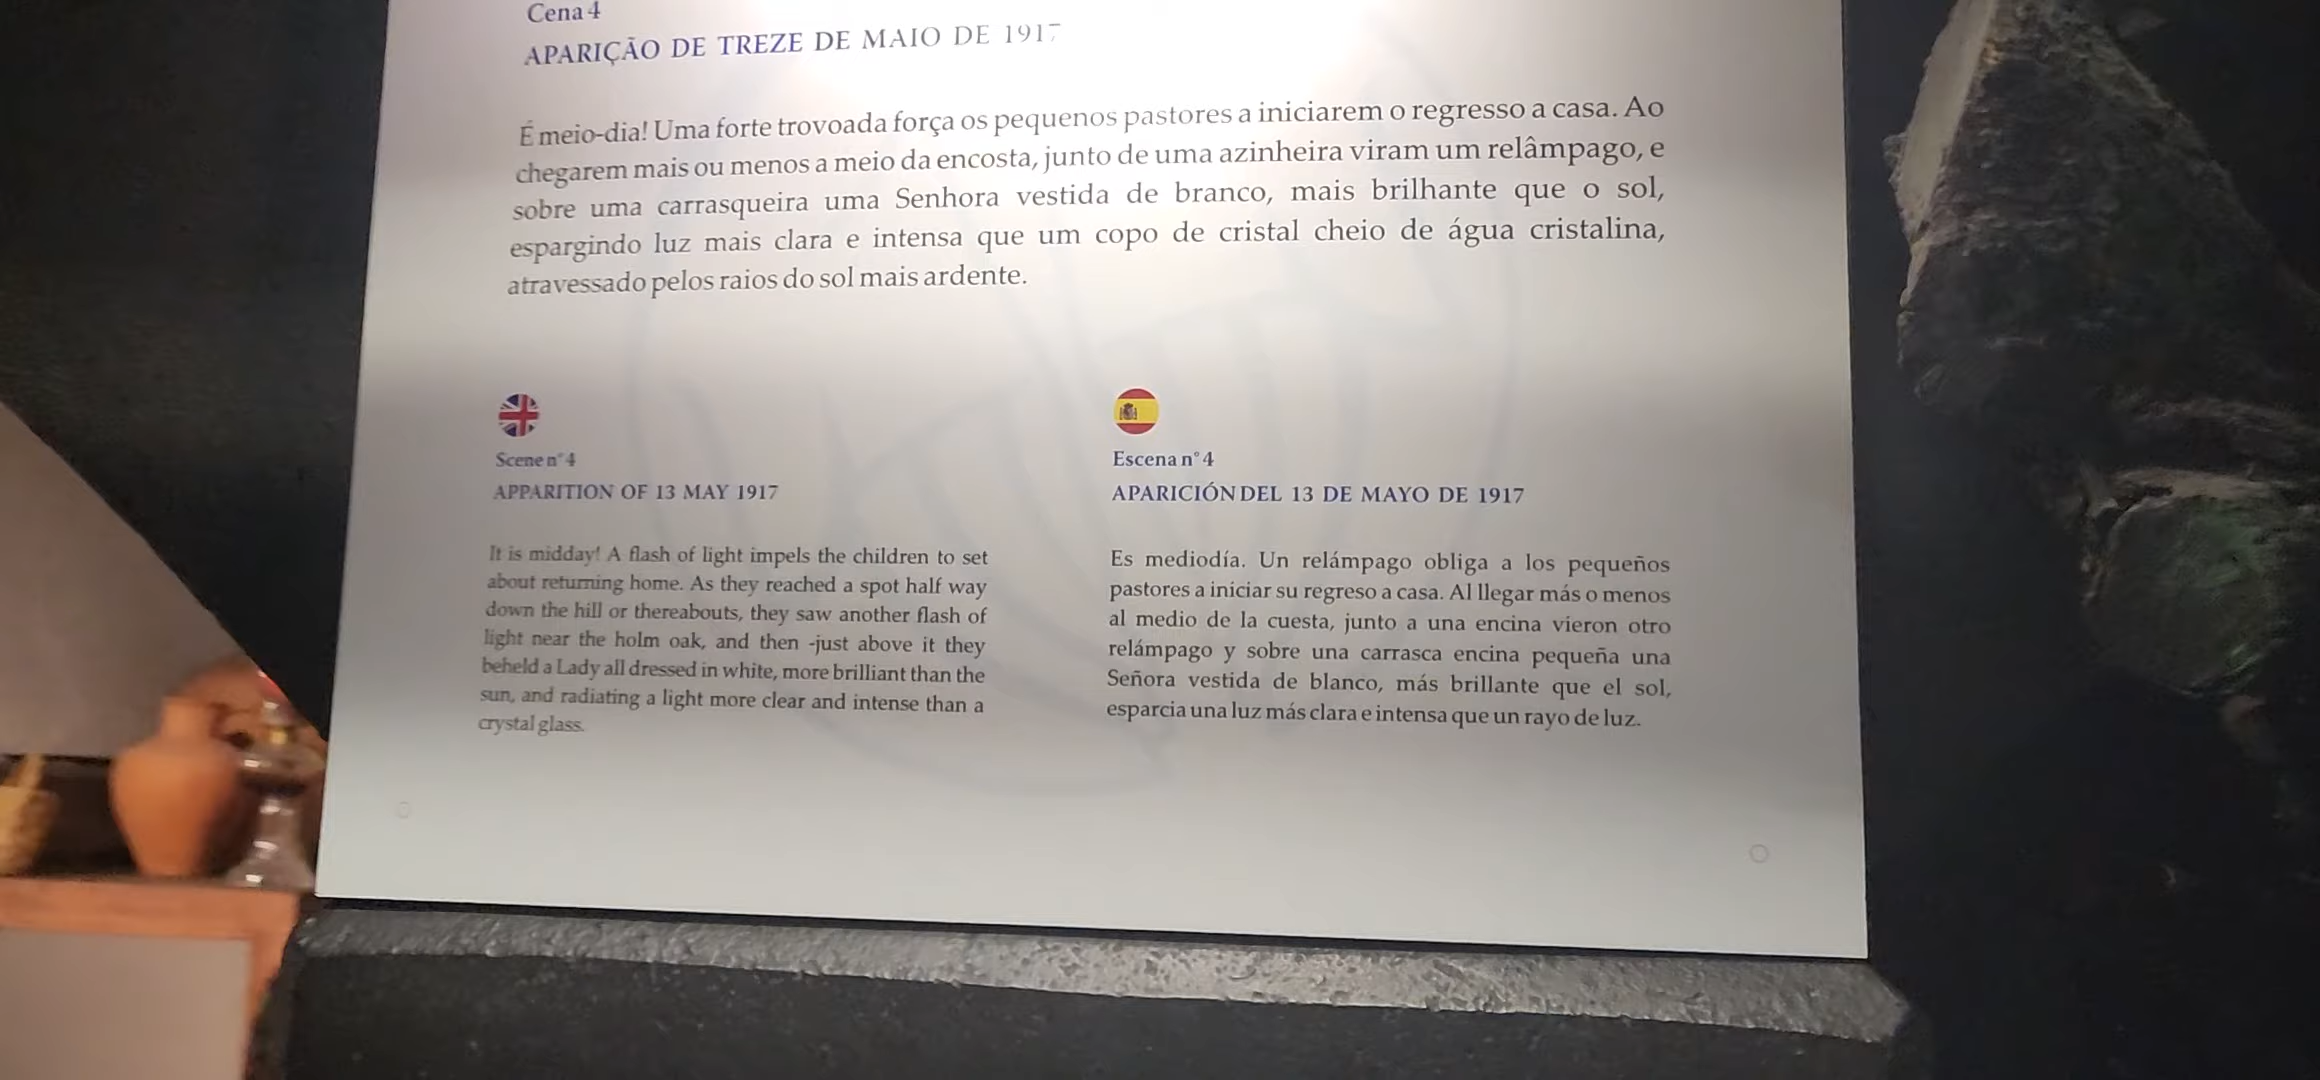 Cena 4
APARIÇÃO DE TREZE DE MAIO DE 1917
É meio-dia! Uma forte trovoada força os pequenos pastores a iniciarem o regresso a casa. Ao
chegarem mais ou menos a meio da encosta, junto de uma azinheira viram um relâmpago, e
sobre uma carrasqueira uma Senhora vestida de branco, mais brilhante que o sol,
espargindo luz mais clara e intensa que um copo de cristal cheio de água cristalina,
atravessado pelos raios do sol mais ardente.
Scene n° 4
APPARITION OF 13 MAY 1917
It is midday! A flash of light impels the children to set
about returning home. As they reached a spot half way
down the hill or thereabouts, they saw another flash of
light near the holm oak, and then -just above it they
beheld a Lady all dressed in white, more brilliant than the
sun, and radiating a light more clear and intense than a
crystal glass.
Escena n° 4
APARICIÓN DEL 13 DE MAYO DE 1917
Es mediodía. Un relámpago obliga a los pequeños
pastores a iniciar su regreso a casa. Al llegar más o menos
al medio de la cuesta, junto a una encina vieron otro
relámpago y sobre una carrasca encina pequeña una
Señora vestida de blanco, más brillante que el sol,
esparcia una luz más clara e intensa que un rayo de luz.